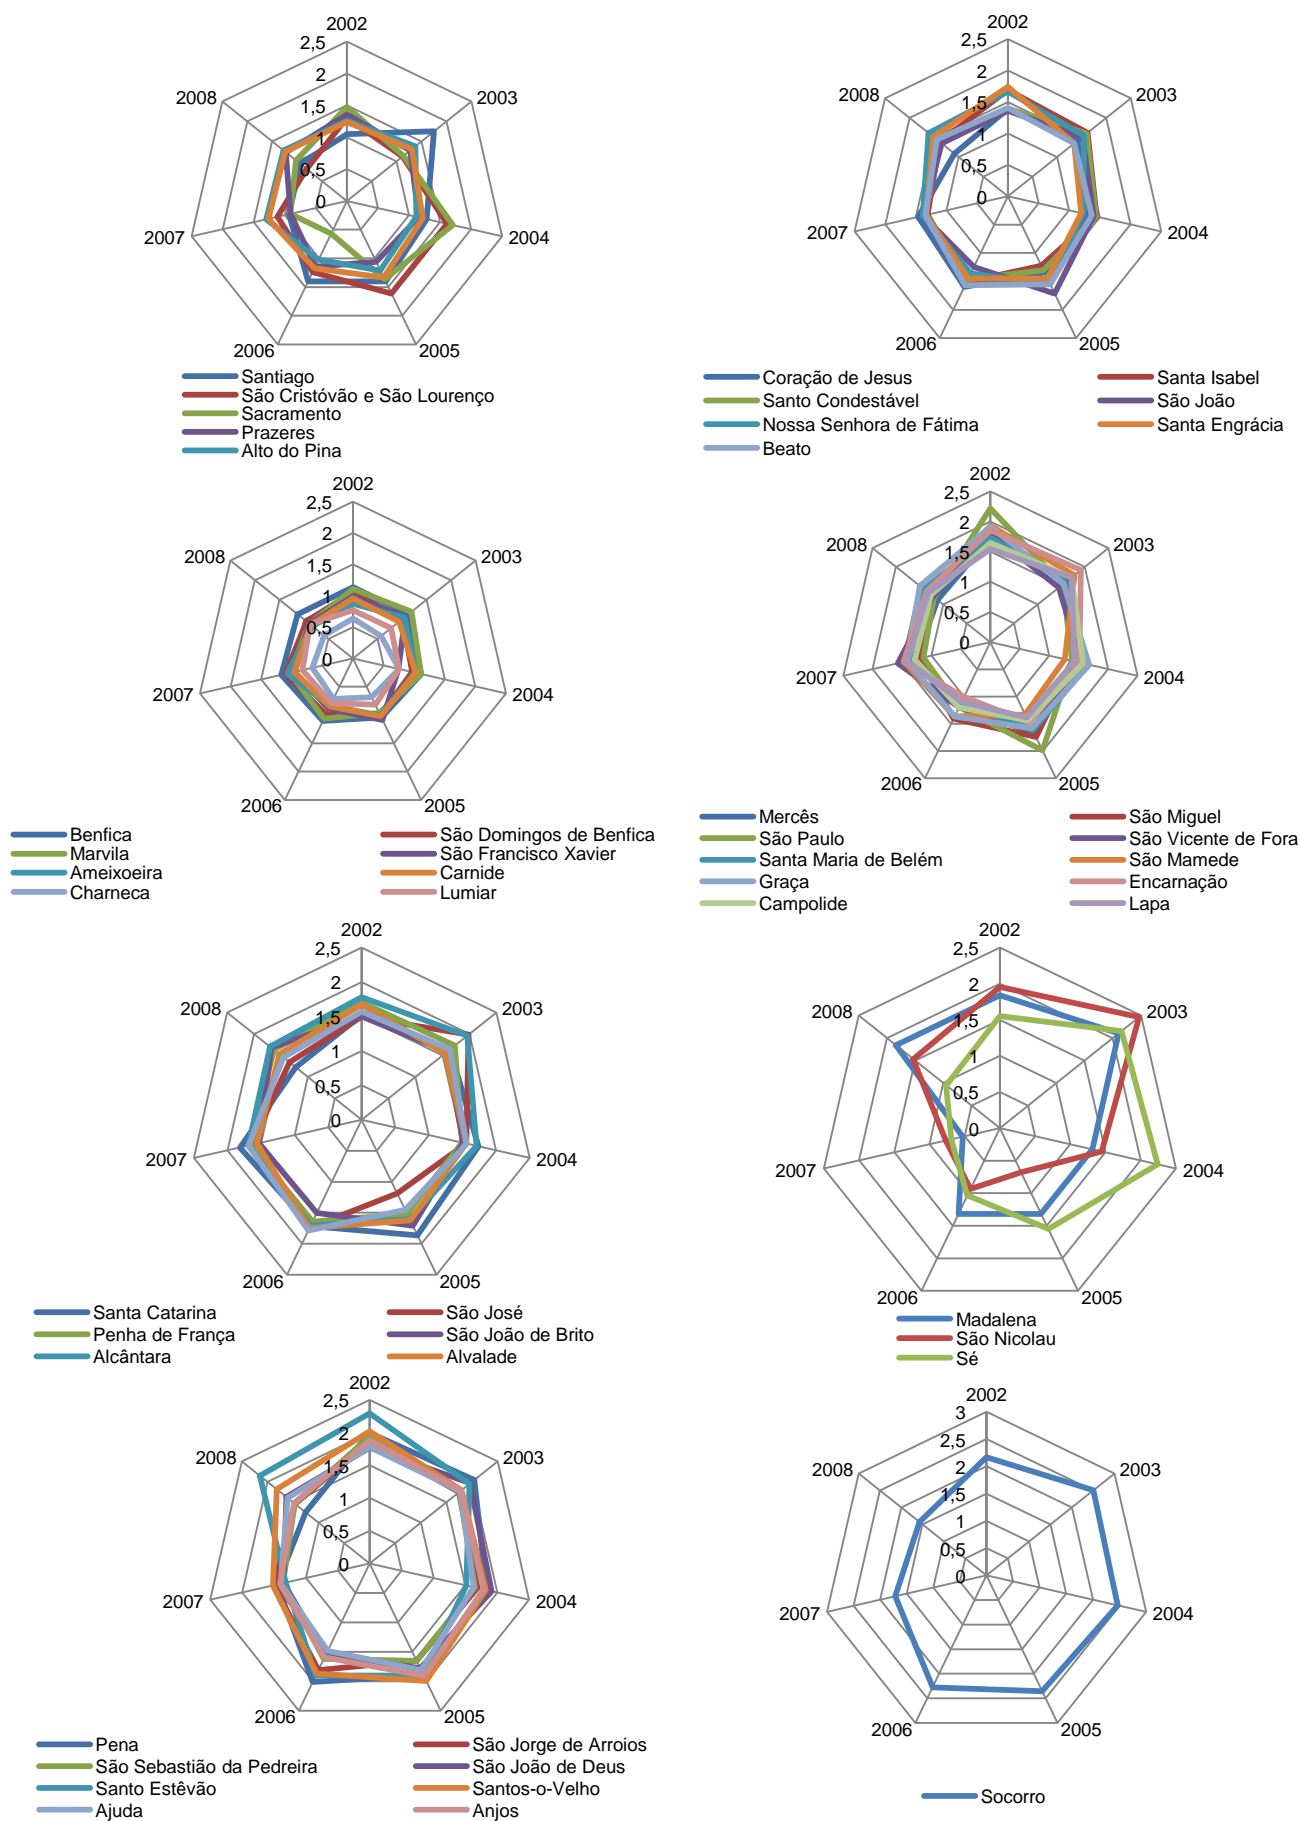 2002
2,5
2
1,5
1
0,5
0
2003
2004
2005
2006
2007
2008
Santiago
São Cristóvão e São Lourenço
Sacramento
Prazeres
Alto do Pina
2002
2,5
2
1,5
1
0,5
0
2003
2004
2005
2006
2007
2008
Coração de Jesus
Santa Isabel
Santo Condestável
São João
Nossa Senhora de Fátima
Santa Engrácia
Beato
2002
2,5
2
1,5
1
0,5
0
2003
2004
2005
2006
2007
2008
Benfica
São Domingos de Benfica
Marvila
São Francisco Xavier
Ameixoeira
Carnide
Charneca
Lumiar
2002
2,5
2
1,5
1
0,5
0
2003
2004
2005
2006
2007
2008
Mercês
São Miguel
São Paulo
São Vicente de Fora
Santa Maria de Belém
São Mamede
Graça
Encarnação
Campolide
Lapa
2002
2,5
2
1,5
1
0,5
0
2003
2004
2005
2006
2007
2008
Santa Catarina
São José
Penha de França
São João de Brito
Alcântara
Alvalade
2002
2,5
2
1,5
1
0,5
0
2003
2004
2005
2006
2007
2008
Madalena
São Nicolau
Sé
2002
2,5
2
1,5
1
0,5
0
2003
2004
2005
2006
2007
2008
Pena
São Jorge de Arroios
São Sebastião da Pedreira
São João de Deus
Santo Estêvão
Santos-o-Velho
Ajuda
Anjos
2002
3
2,5
2
1,5
1
0,5
0
2003
2004
2005
2006
2007
2008
Socorro